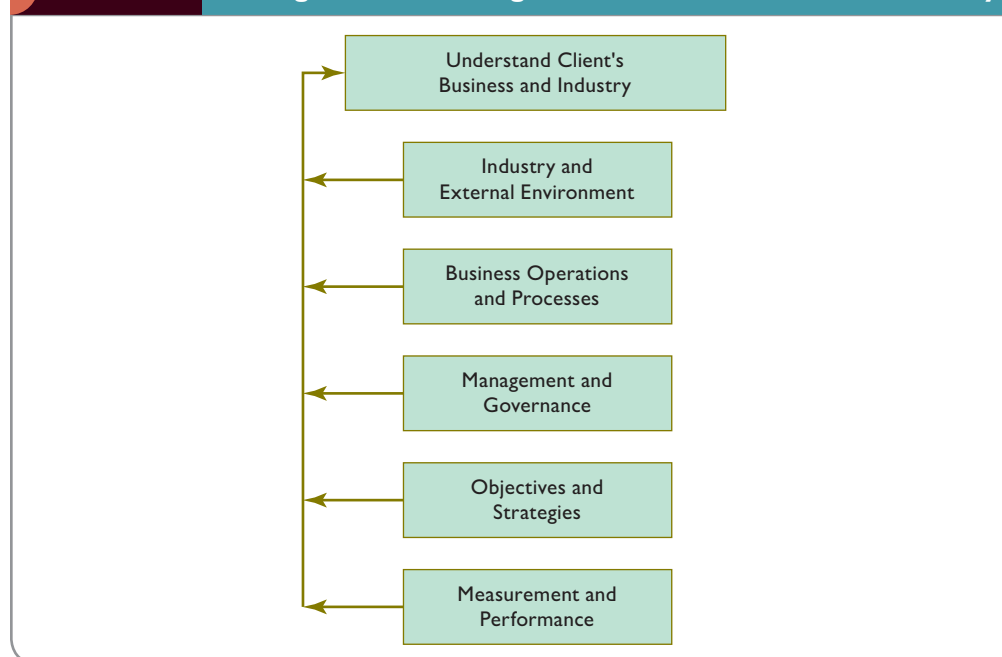 Understand Client's
Business and Industry
Industry and
External Environment
Business Operations
and Processes
Management and
Governance
Objectives and
Strategies
Measurement and
Performance